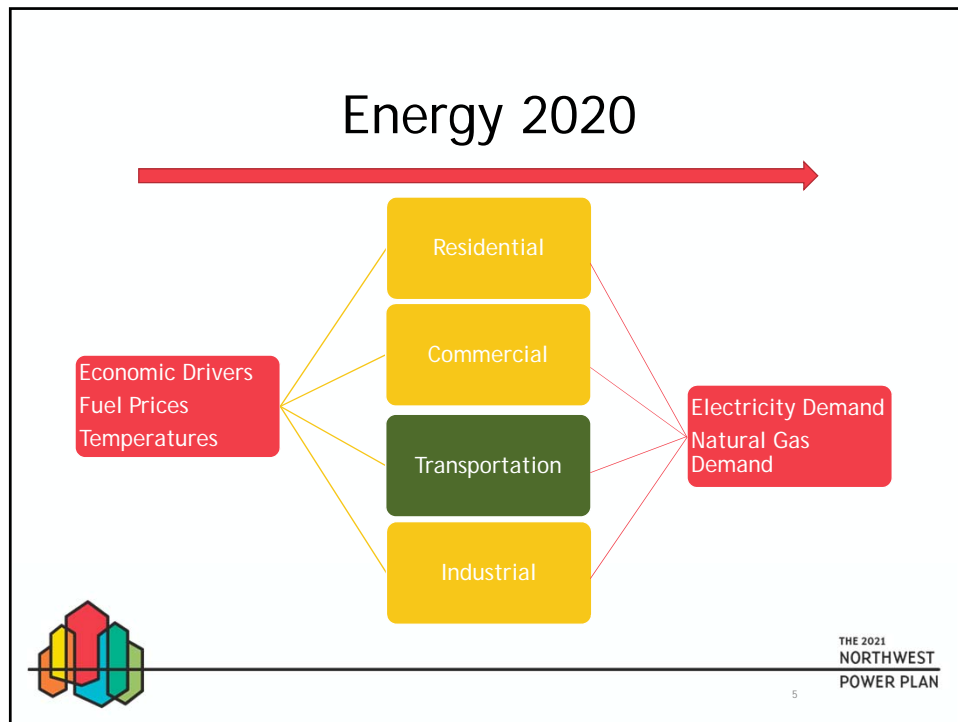 Energy 2020
Residential
Commercial
Economic Drivers
Fuel Prices
Temperatures
Electricity Demand
Natural Gas
Demand
Transportation
Industrial
THE 2021
NORTHWEST
POWER PLAN
5